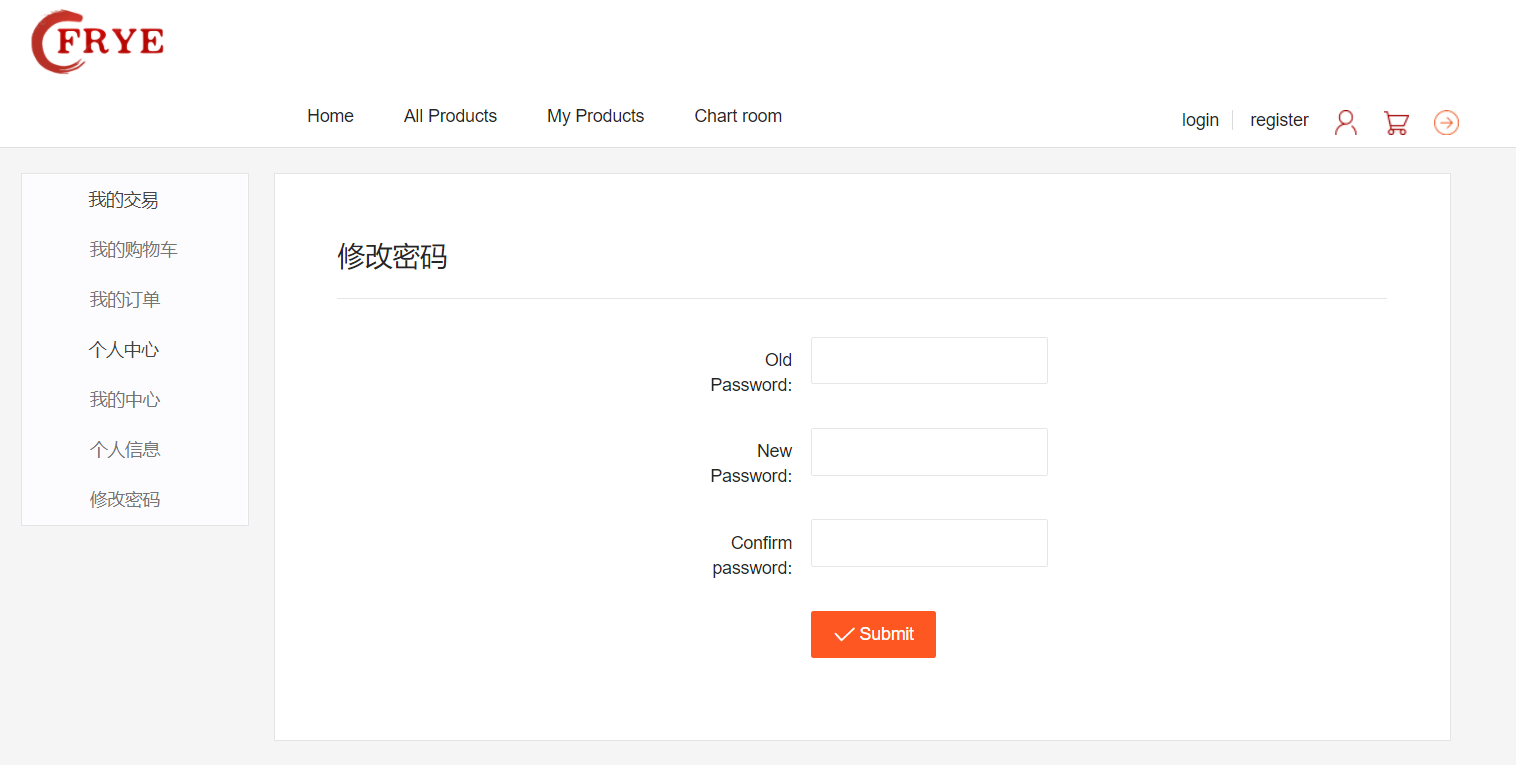 FRYE
Home All Products My Products Chart room login register
我的交易
我的购物车
我的订单
个人中心
我的中心
个人信息
修改密码
修改密码
Old
Password:
New
Password:
Confirm
password:
Submit